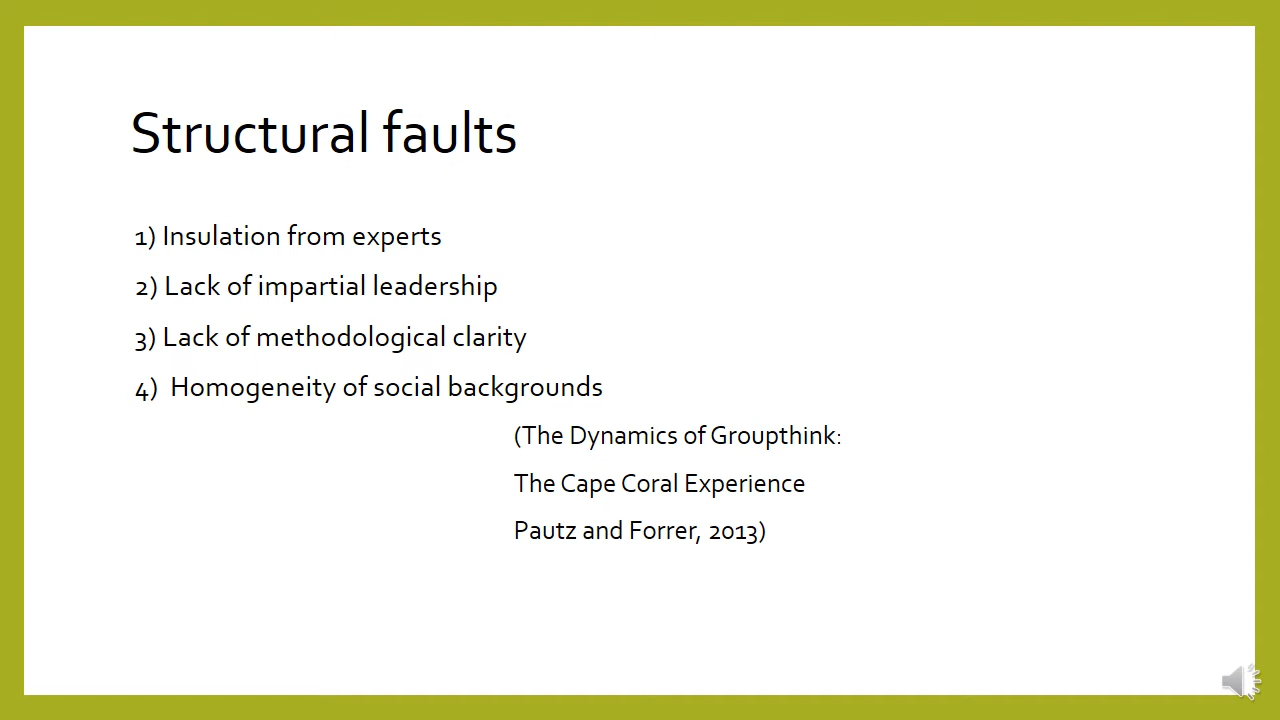 Structural faults
1) Insulation from experts
2) Lack of impartial leadership
3) Lack of methodological clarity
4)  Homogeneity of social backgrounds
(The Dynamics of Groupthink:
The Cape Coral Experience
Pautz and Forrer, 2013)